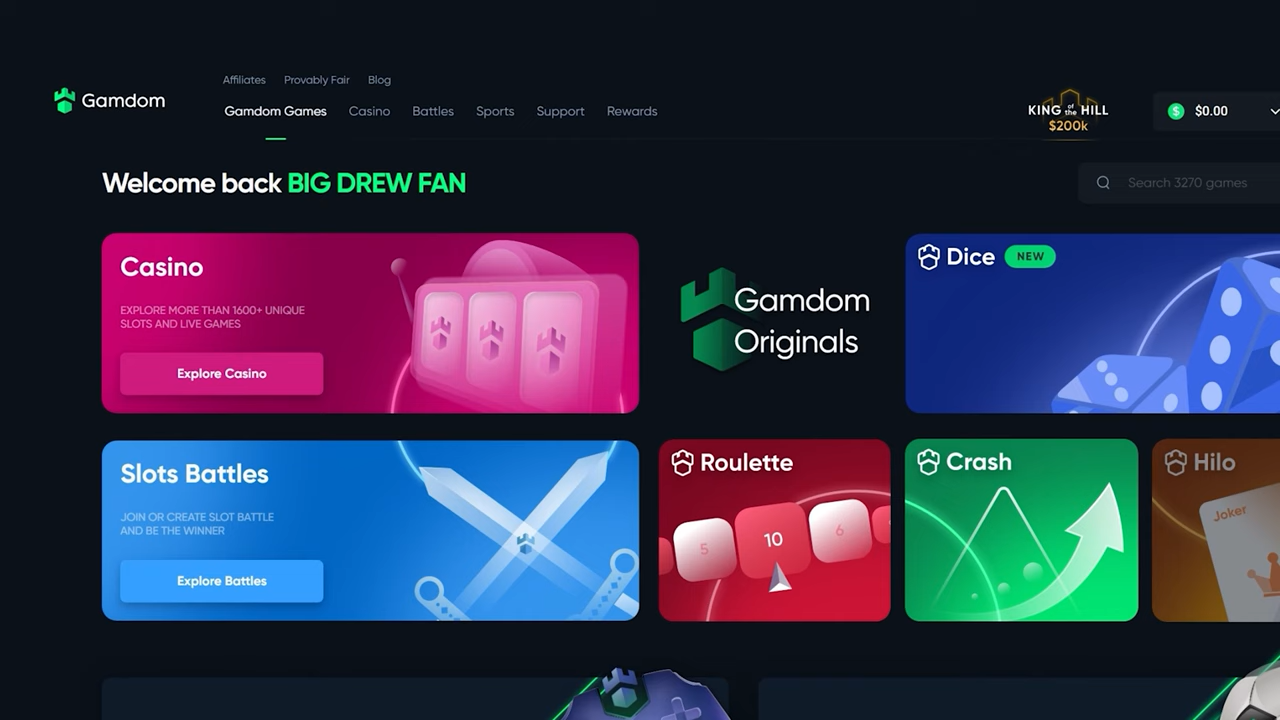 Affiliates Provably Fair Blog
Gamdom
Gamdom Games Casino Battles Sports Support Rewards
KING of the HILL
$200k
$ $0.00
Welcome back BIG DREW FAN
Search 3270 games
Casino
EXPLORE MORE THAN 1600+ UNIQUE
SLOTS AND LIVE GAMES
Explore Casino
Gamdom
Originals
Dice NEW
Slots Battles
JOIN OR CREATE SLOT BATTLE
AND BE THE WINNER
Explore Battles
Roulette
5 10 6
Crash
Hilo
Joker